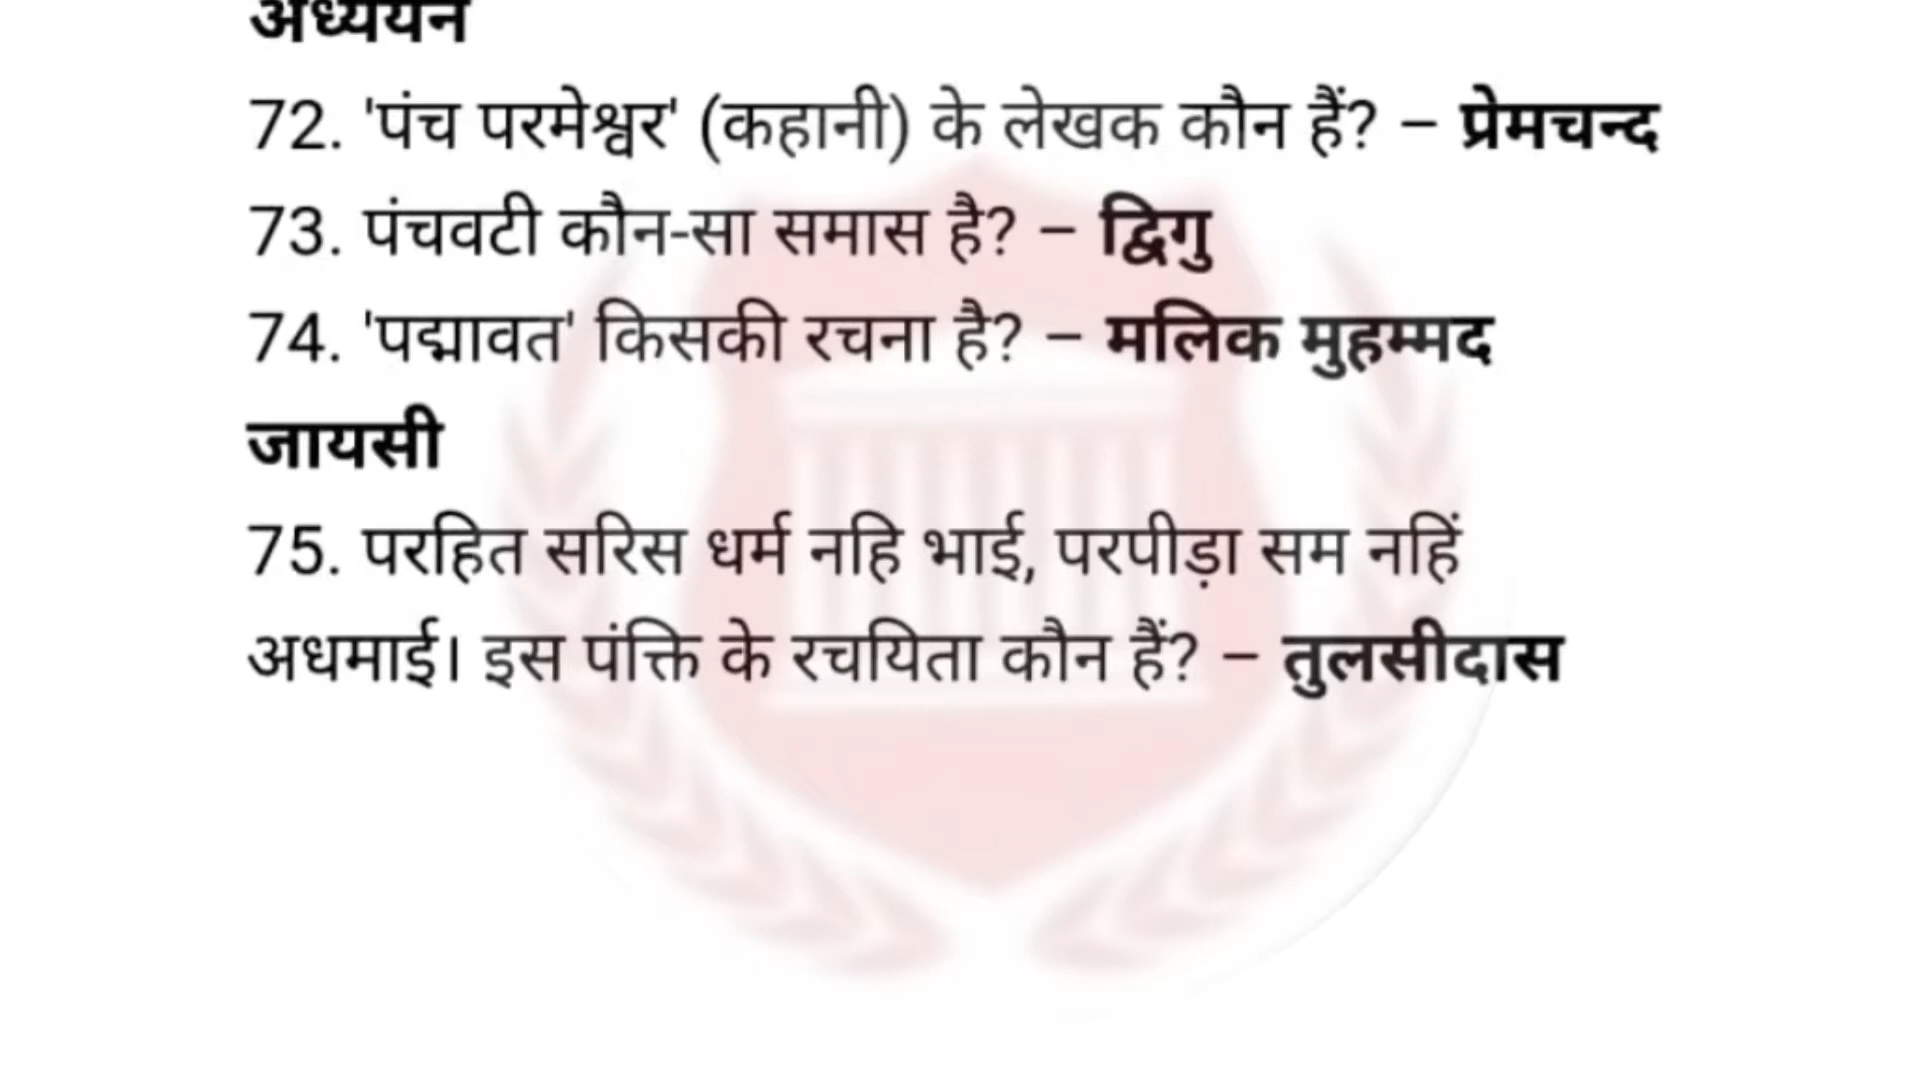 अध्ययन
72. 'पंच परमेश्वर' (कहानी) के लेखक कौन हैं? – प्रेमचन्द
73. पंचवटी कौन-सा समास है? – द्विगु
74. 'पद्मावत' किसकी रचना है? – मलिक मुहम्मद
जायसी
75. परहित सरिस धर्म नहि भाई, परपीड़ा सम नहिं
अधमाई। इस पंक्ति के रचयिता कौन हैं? – तुलसीदास